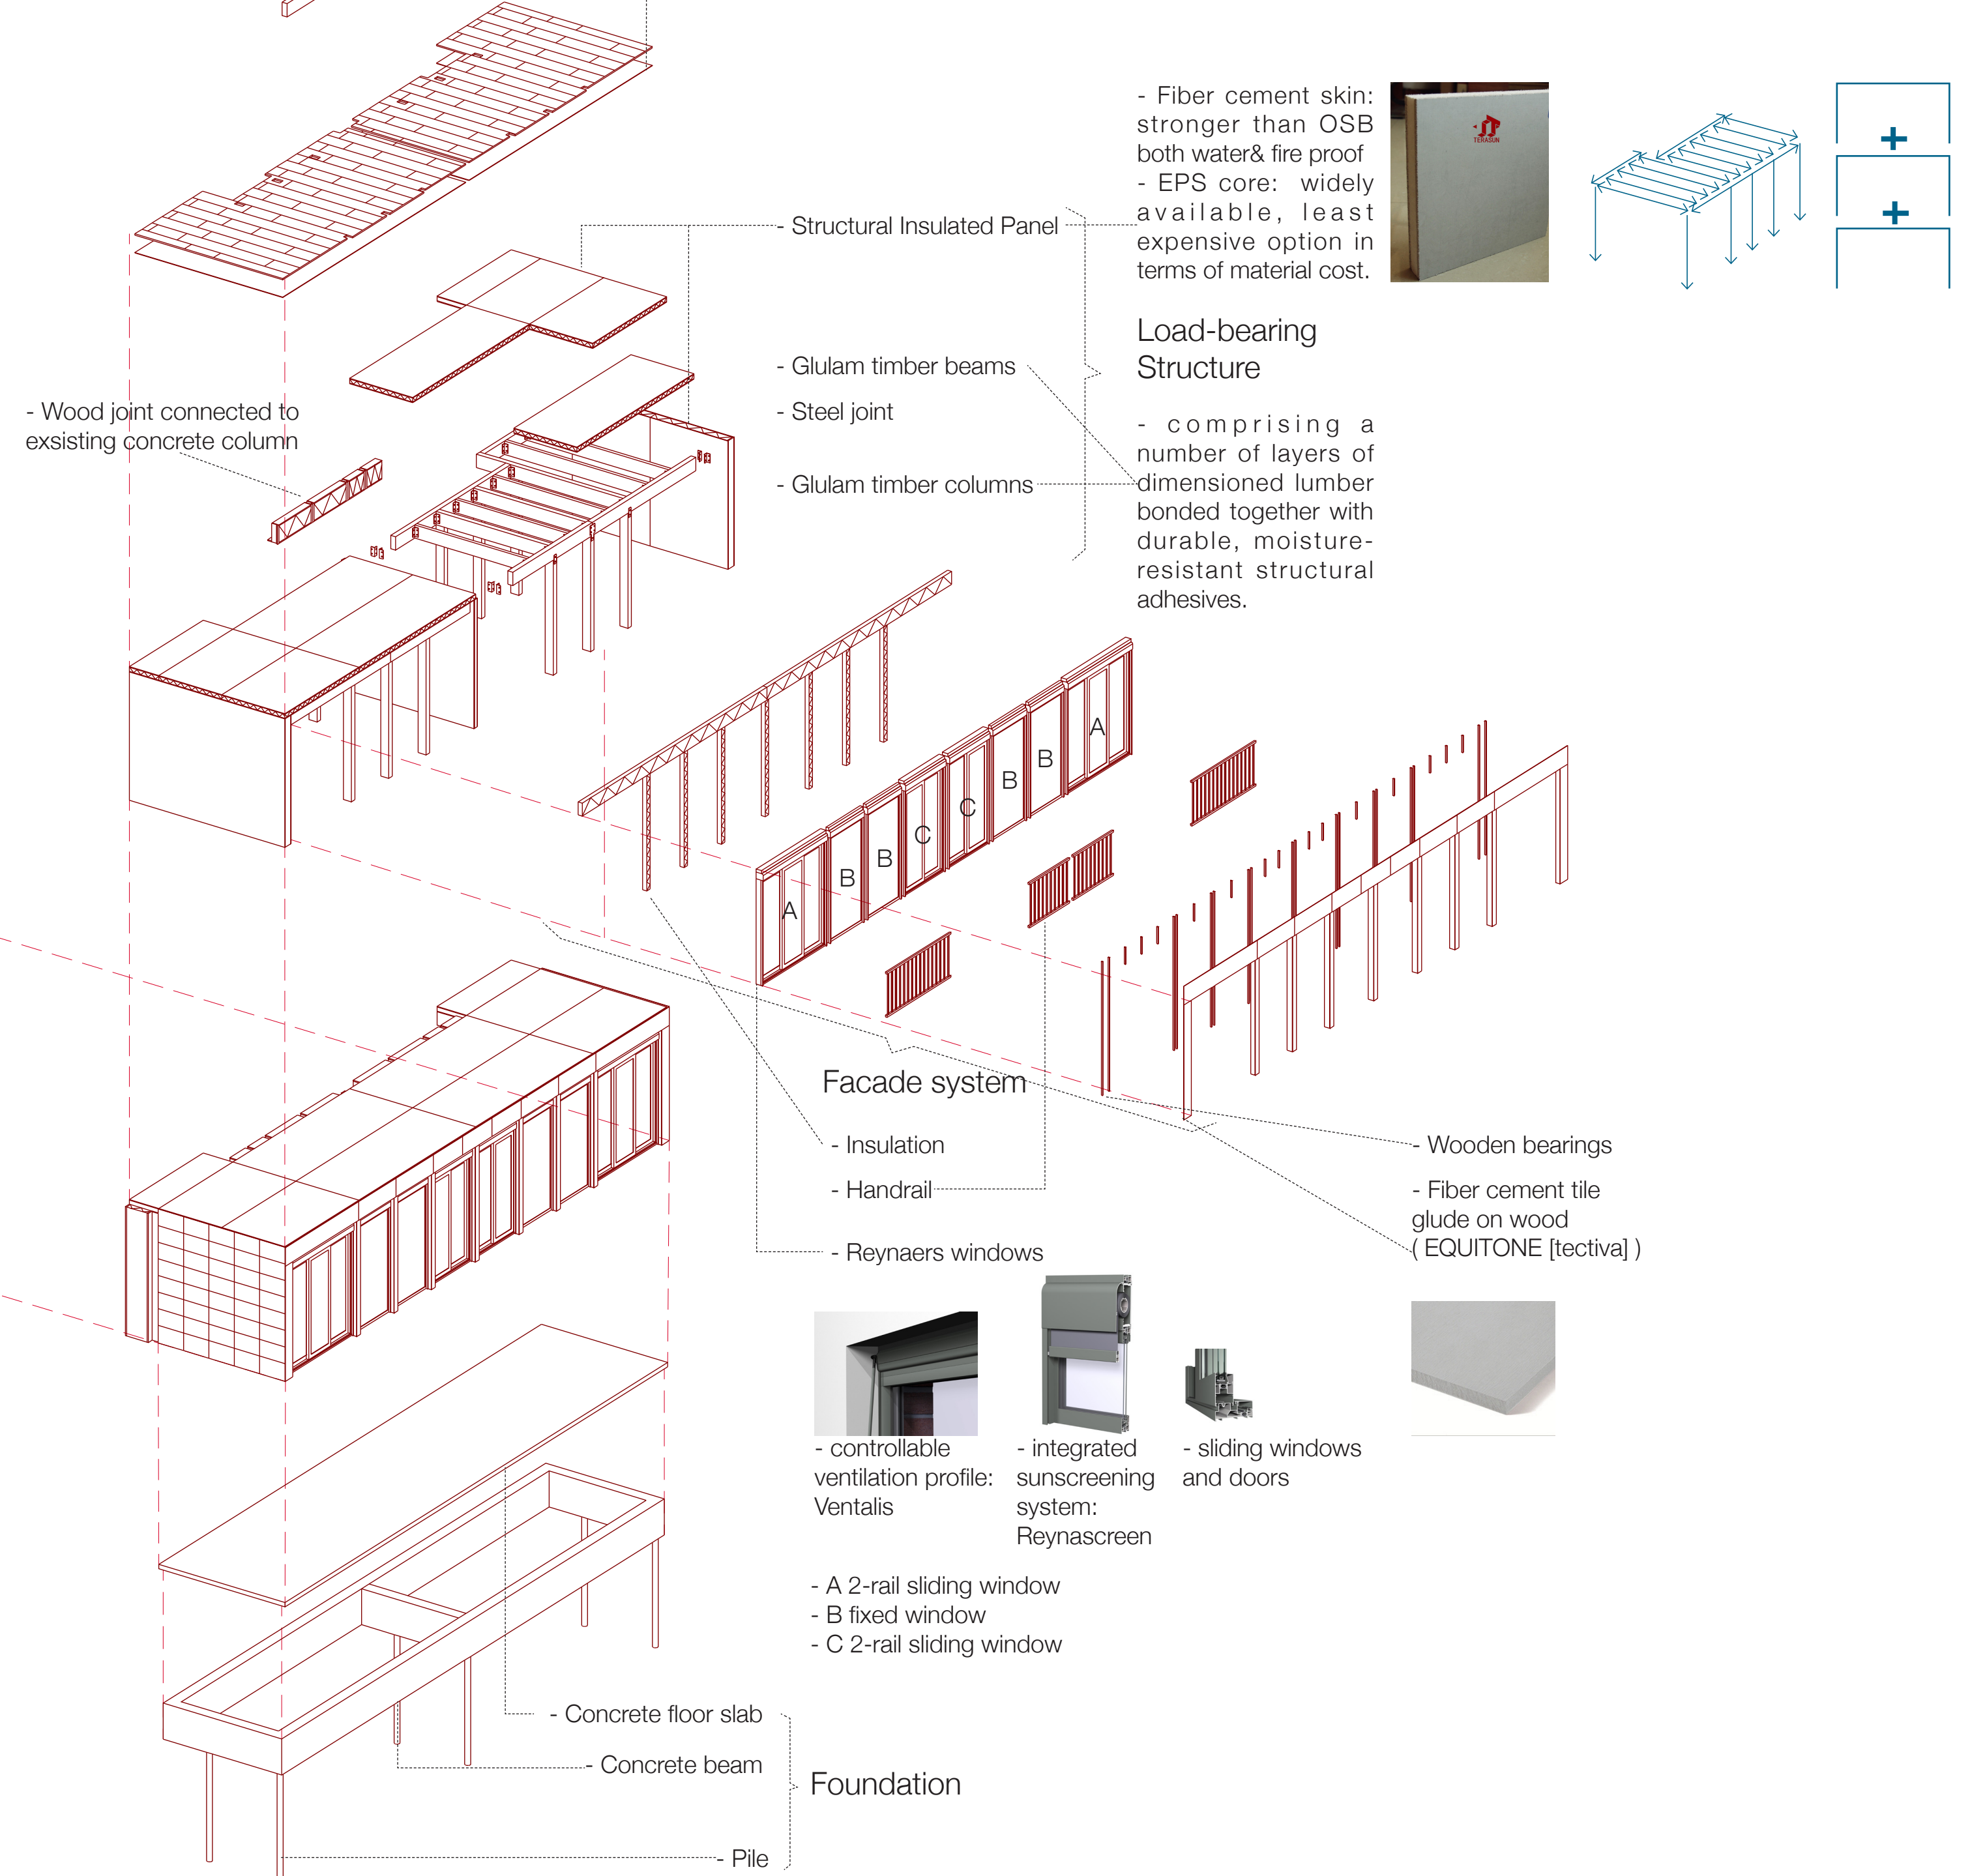 - Fiber cement skin:
stronger than OSB
both water& fire proof
- EPS core: widely
available, least
expensive option in
terms of material cost.
TERASUN
+
+
- Structural Insulated Panel
Load-bearing
Structure
- Glulam timber beams
- Steel joint
- Glulam timber columns
- comprising a
number of layers of
dimensioned lumber
bonded together with
durable, moisture-
resistant structural
adhesives.
- Wood joint connected to
exsisting concrete column
A
B
B
C
C
B
B
A
Facade system
- Insulation
- Handrail
- Reynaers windows
- Wooden bearings
- Fiber cement tile
glude on wood
( EQUITONE [tectiva] )
- controllable
ventilation profile:
Ventalis
- integrated
sunscreening
system:
Reynascreen
- sliding windows
and doors
- A 2-rail sliding window
- B fixed window
- C 2-rail sliding window
- Concrete floor slab
- Concrete beam
Foundation
- Pile